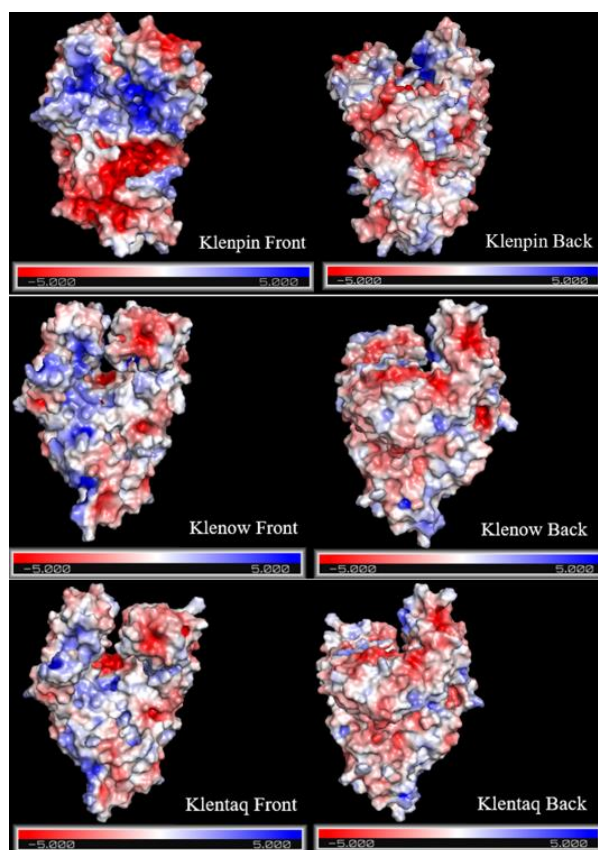 Klenpin Front
Klenpin Back
-5.000 5.000
-5.000 5.000
Klenow Front
Klenow Back
-5.000 5.000
-5.000 5.000
Klentaq Front
Klentaq Back
-5.000 5.000
-5.000 5.000